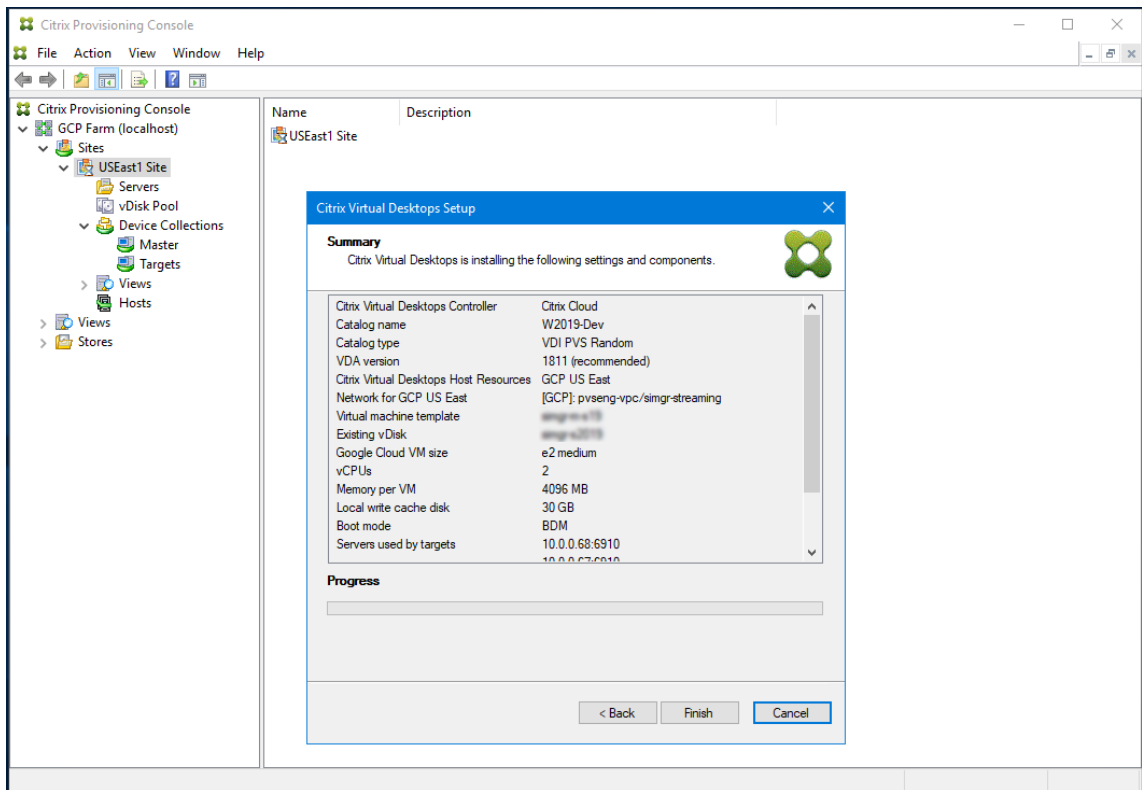 Citrix Provisioning Console
File Action View Window Help
Citrix Provisioning Console
GCP Farm (localhost)
Sites
USEast1 Site
Servers
vDisk Pool
Device Collections
Master
Targets
Views
Hosts
Views
Stores
Name Description
USEast1 Site
Citrix Virtual Desktops Setup
Summary
Citrix Virtual Desktops is installing the following settings and components.
Citrix Virtual Desktops Controller Citrix Cloud
Catalog name W2019-Dev
Catalog type VDI PVS Random
VDA version 1811 (recommended)
Citrix Virtual Desktops Host Resources GCP US East
Network for GCP US East [GCP]: pvseng-vpc/simgr-streaming
Virtual machine template
Existing vDisk
Google Cloud VM size e2 medium
vCPUs 2
Memory per VM 4096 MB
Local write cache disk 30 GB
Boot mode BDM
Servers used by targets 10.0.0.68:6910
10.0.0.67:6910
Progress
< Back Finish Cancel